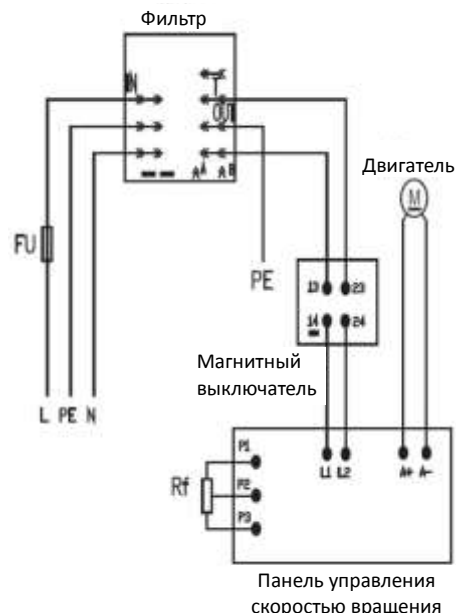 Фильтр
IN
T
OUT
A A A B
Двигатель
M
FU
PE
13 23
14 24
Магнитный
выключатель
L PE N
P1
L1 L2 A+ A-
Rf
P2
P3
Панель управления
скоростью вращения